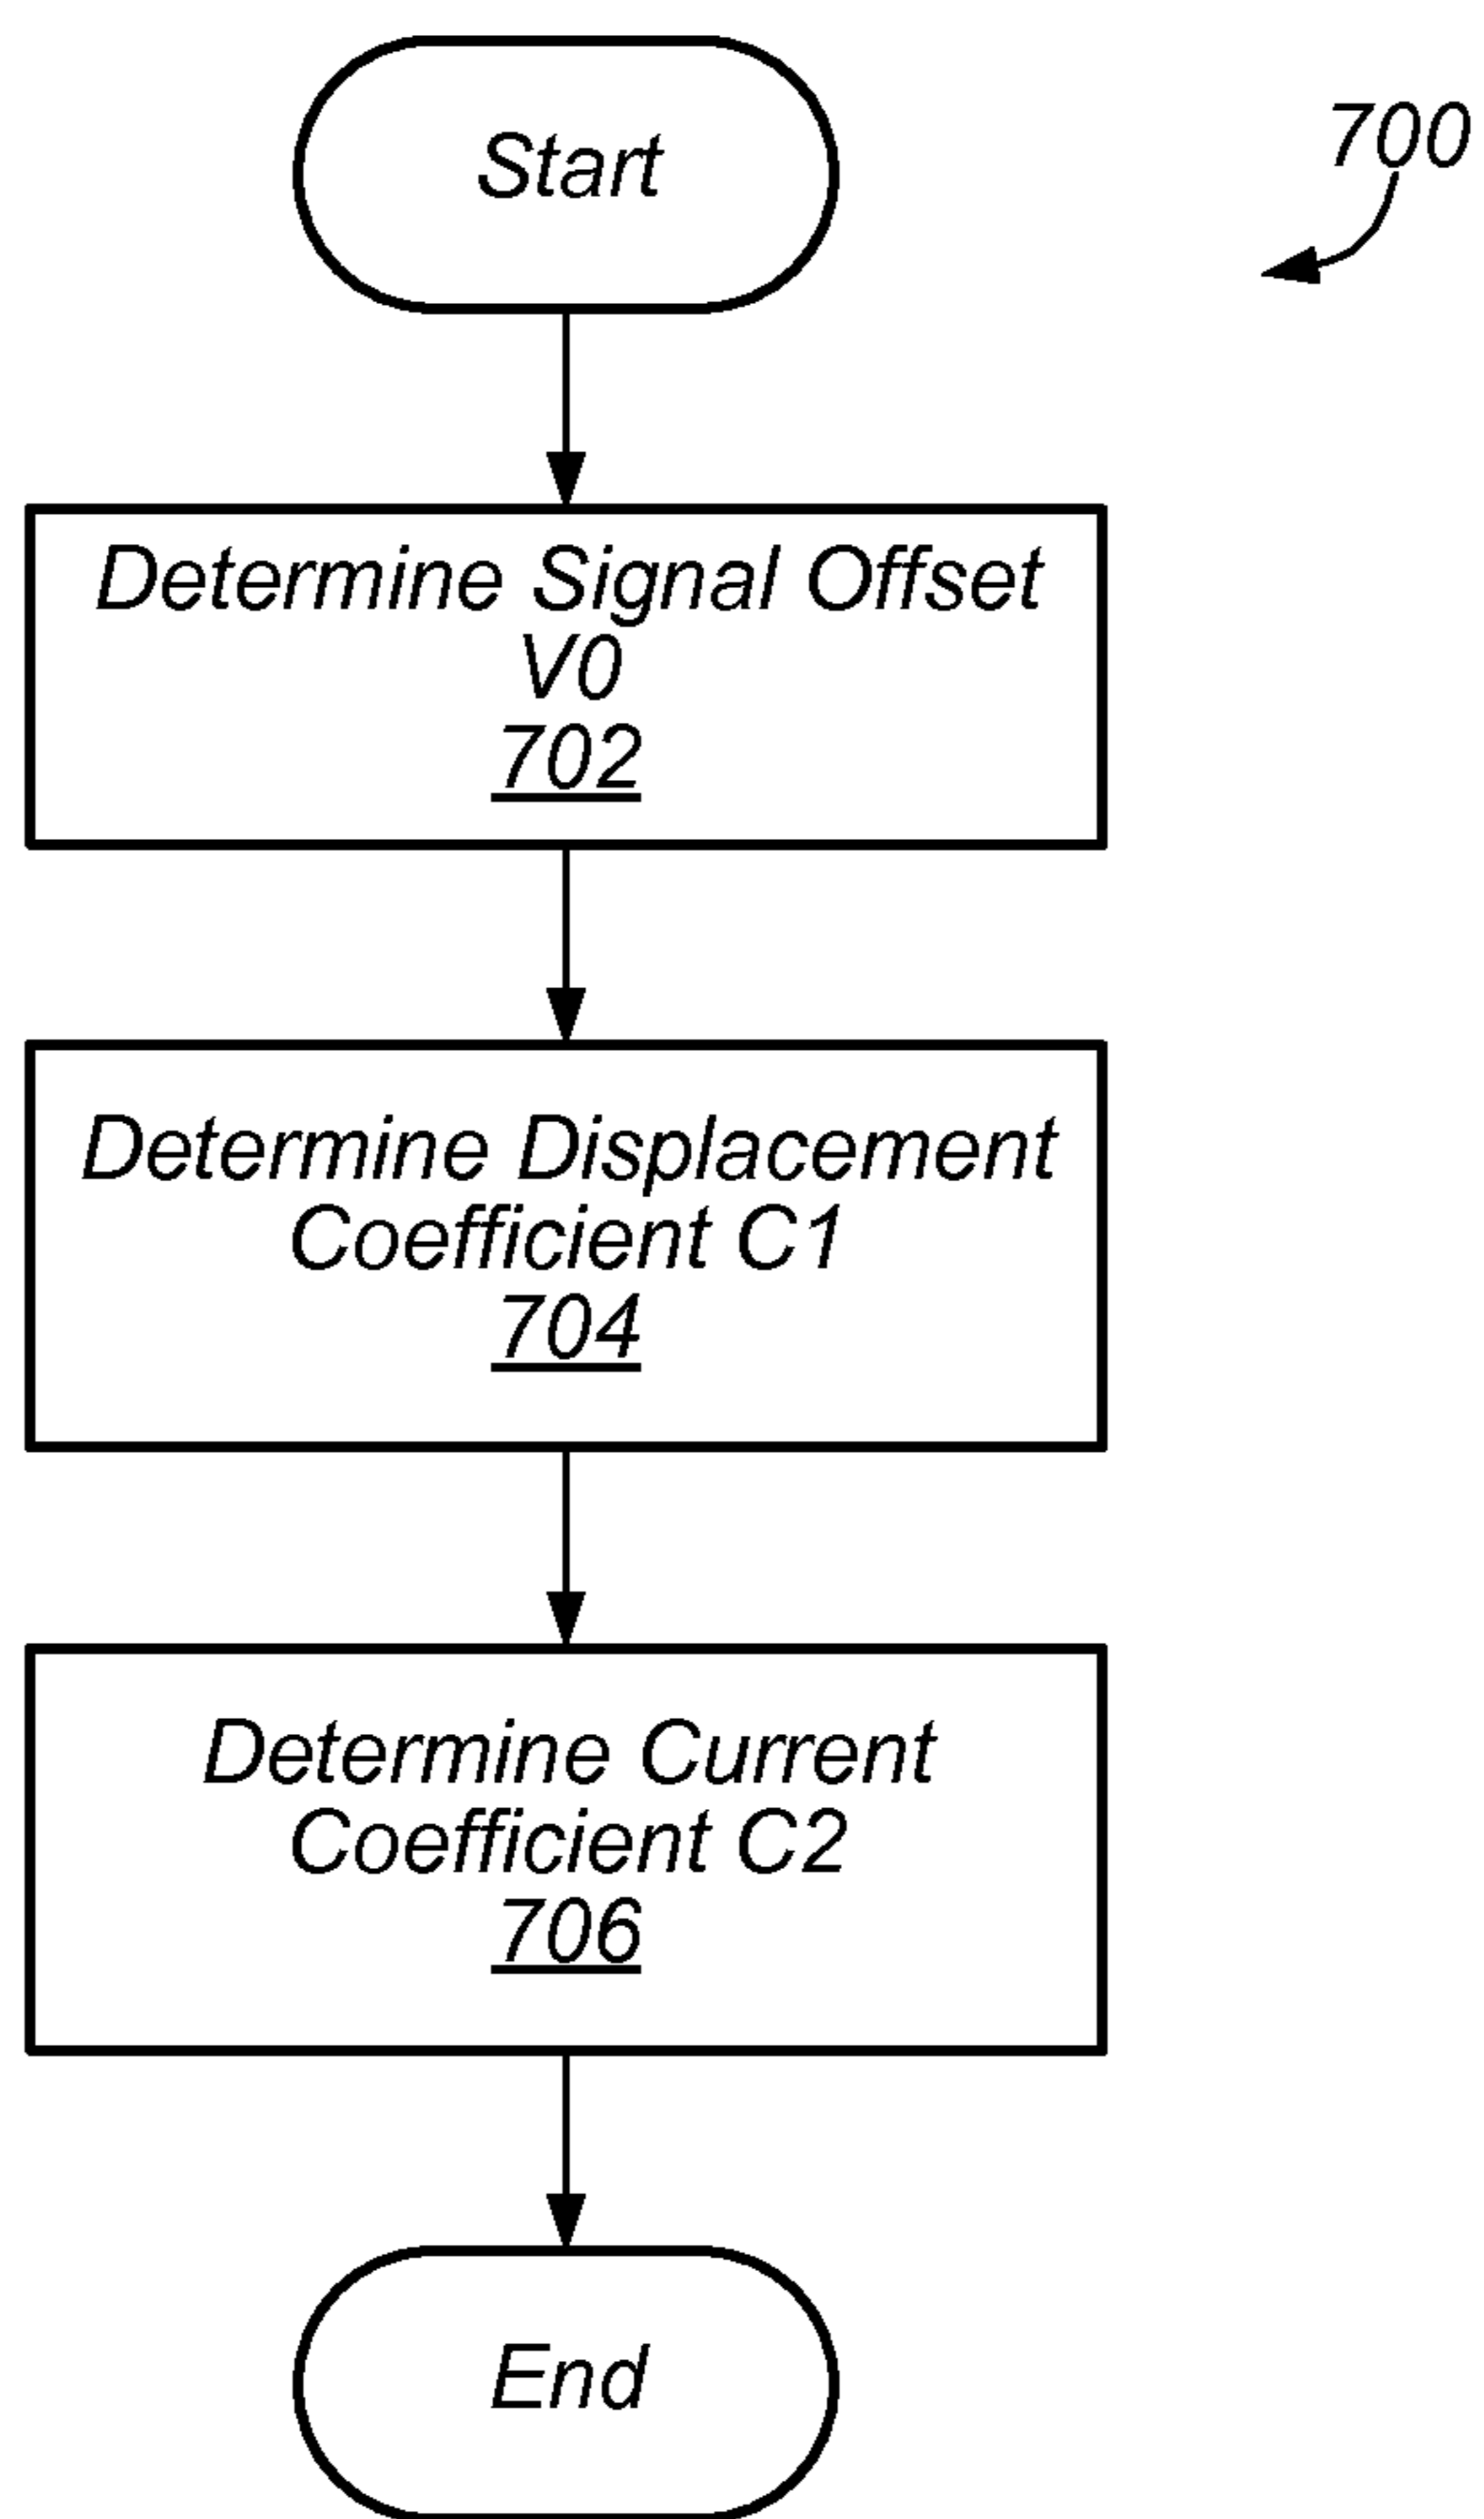 Start
700
Determine Signal Offset
V0
702
Determine Displacement
Coefficient C1
704
Determine Current
Coefficient C2
706
End